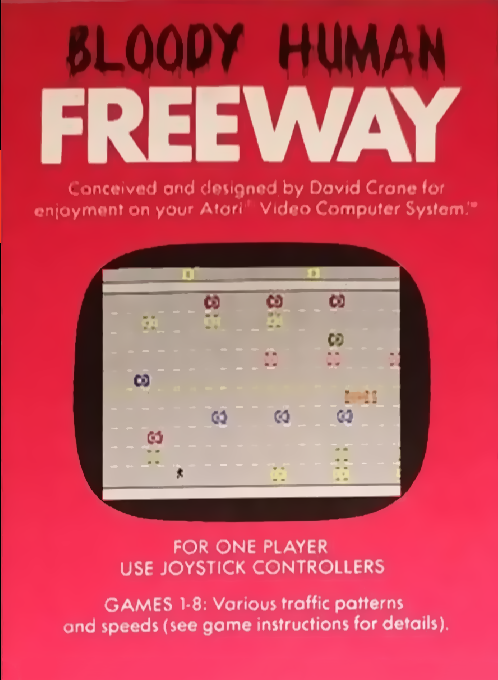 BLOODY HUMAN
FREEWAY
Conceived and designed by David Crane for
enjoyment on your Atari® Video Computer System.™
FOR ONE PLAYER
USE JOYSTICK CONTROLLERS
GAMES 1-8: Various traffic patterns
and speeds (see game instructions for details).